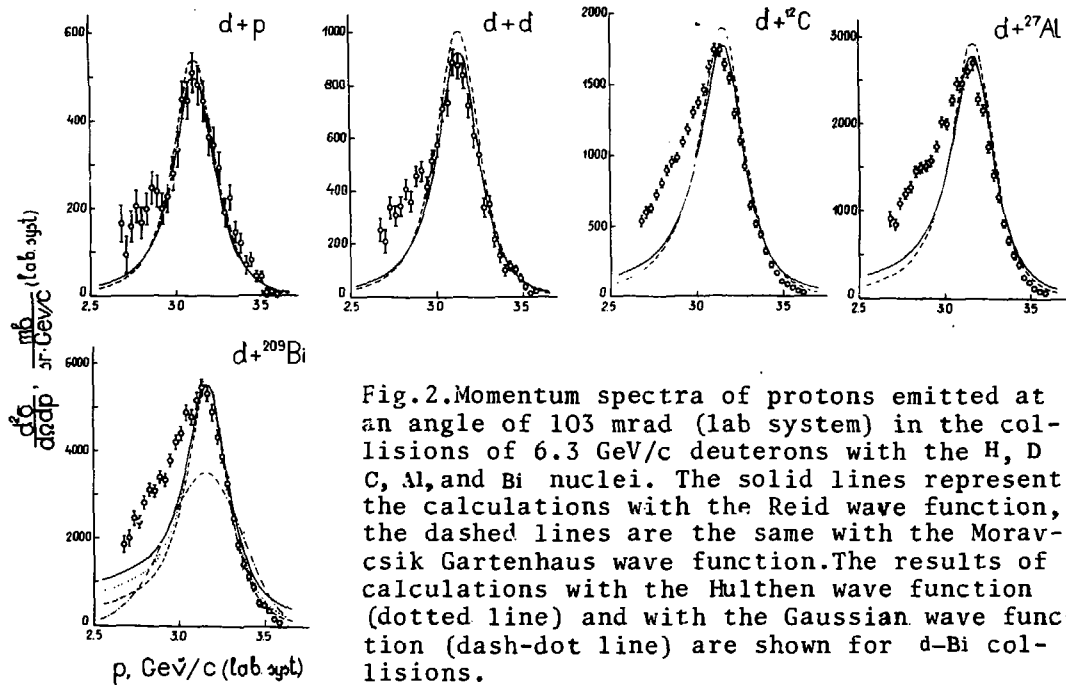 d+p
600
400
200
0
2.5 3.0 3.5
d+d
1000
800
600
400
200
0
2.5 3.0 3.5
d+¹²C
2000
1500
1000
500
0
2.5 3.0 3.5
d+²⁷Al
3000
2000
1000
0
2.5 3.0 3.5
d²σ/dΩdp, mb/sr·Gev/c (lab. syst)
d+²⁰⁹Bi
6000
4000
2000
0
2.5 3.0 3.5
p, Gev/c (lab. syst)
Fig.2.Momentum spectra of protons emitted at
an angle of 103 mrad (lab system) in the col-
lisions of 6.3 GeV/c deuterons with the H, D
C, Al, and Bi nuclei. The solid lines represent
the calculations with the Reid wave function,
the dashed lines are the same with the Morav-
csik Gartenhaus wave function.The results of
calculations with the Hulthen wave function
(dotted line) and with the Gaussian wave func
tion (dash-dot line) are shown for d-Bi col-
lisions.